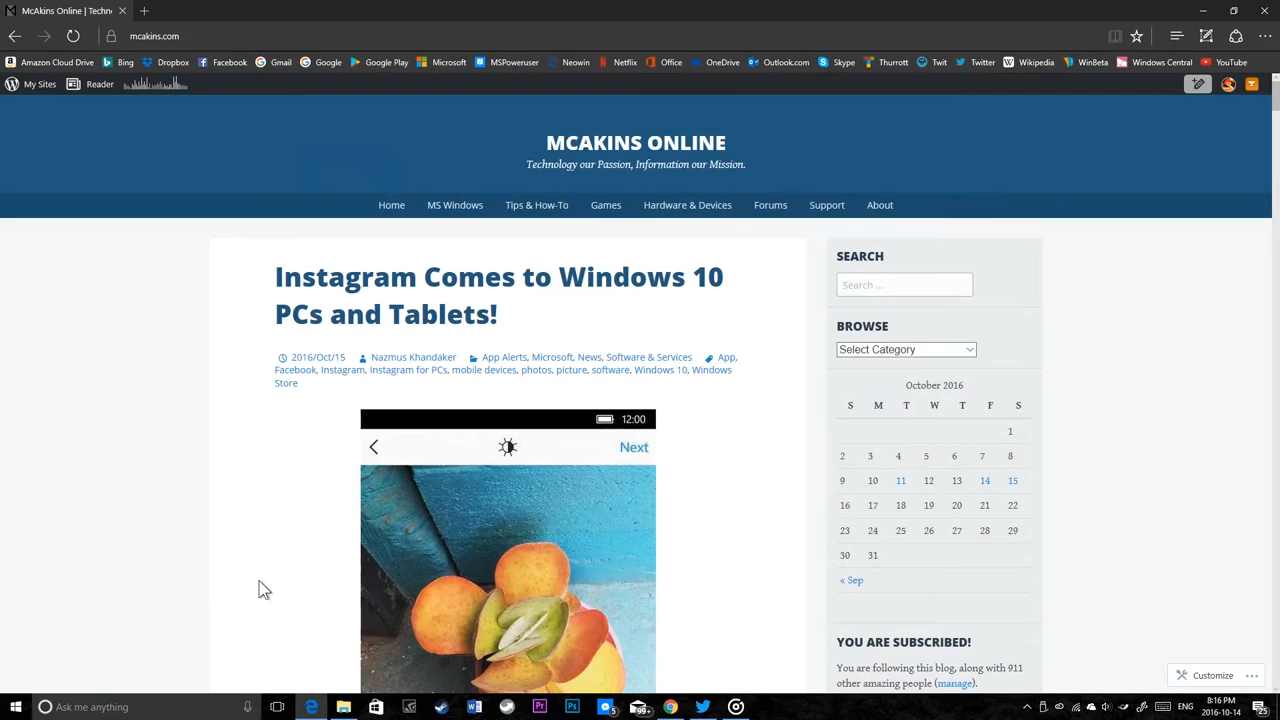 McAkins Online | Techn
mcakins.com
Amazon Cloud Drive Bing Dropbox Facebook Gmail Google Google Play Microsoft MSPoweruser Neowin Netflix Office OneDrive Outlook.com Skype Thurrott Twit Twitter Wikipedia WinBeta Windows Central YouTube
My Sites Reader
MCAKINS ONLINE
Technology our Passion, Information our Mission.
Home MS Windows Tips & How-To Games Hardware & Devices Forums Support About
Instagram Comes to Windows 10
PCs and Tablets!
2016/Oct/15 Nazmus Khandaker App Alerts, Microsoft, News, Software & Services App,
Facebook, Instagram, Instagram for PCs, mobile devices, photos, picture, software, Windows 10, Windows
Store
12:00
Next
SEARCH
Search ...
BROWSE
Select Category
October 2016
S M T W T F S
1
2 3 4 5 6 7 8
9 10 11 12 13 14 15
16 17 18 19 20 21 22
23 24 25 26 27 28 29
30 31
« Sep
YOU ARE SUBSCRIBED!
You are following this blog, along with 911
other amazing people (manage).
Customize
Ask me anything
5
99+
ENG
8:16 PM
2016-10-14
25